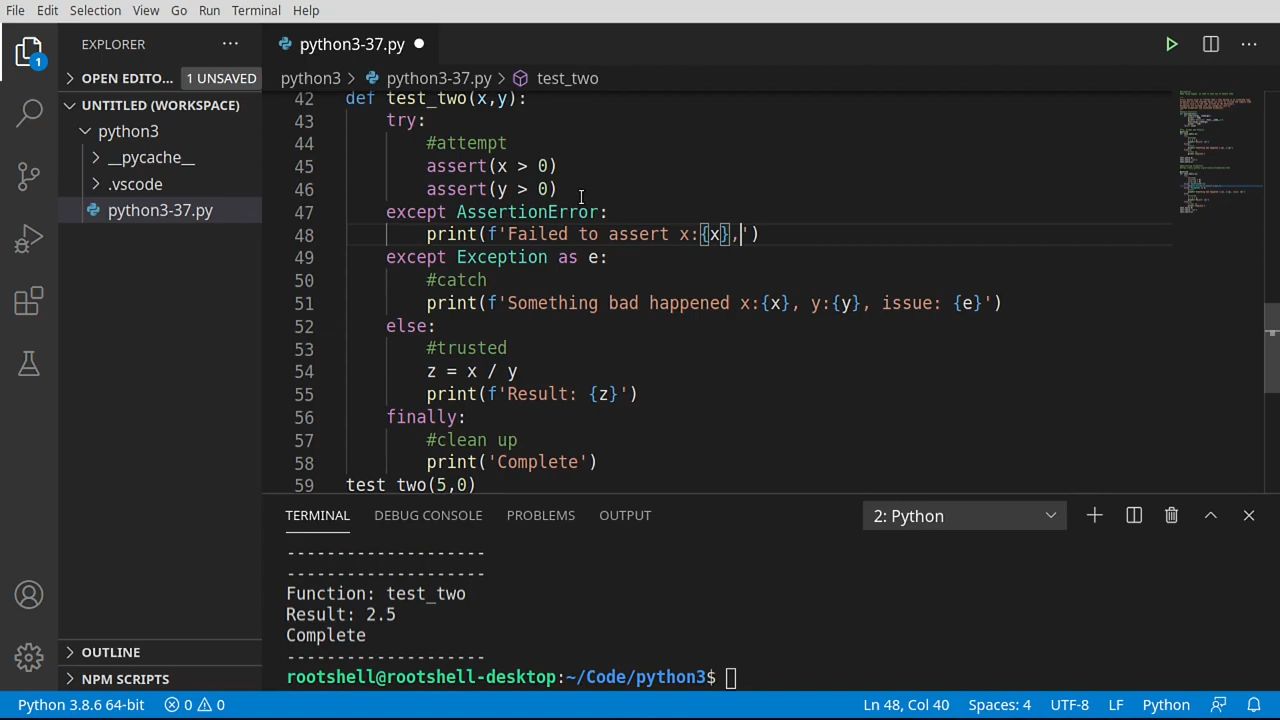 File Edit Selection View Go Run Terminal Help
1
EXPLORER
OPEN EDITO... 1 UNSAVED
UNTITLED (WORKSPACE)
python3
__pycache__
.vscode
python3-37.py
OUTLINE
NPM SCRIPTS
python3-37.py
python3 python3-37.py test_two
42 def test_two(x,y):
43 try:
44 #attempt
45 assert(x > 0)
46 assert(y > 0)
47 except AssertionError:
48 print(f'Failed to assert x:{x},')
49 except Exception as e:
50 #catch
51 print(f'Something bad happened x:{x}, y:{y}, issue: {e}')
52 else:
53 #trusted
54 z = x / y
55 print(f'Result: {z}')
56 finally:
57 #clean up
58 print('Complete')
59 test_two(5,0)
TERMINAL DEBUG CONSOLE PROBLEMS OUTPUT 2: Python
--------------------
--------------------
Function: test_two
Result: 2.5
Complete
--------------------
rootshell@rootshell-desktop:~/Code/python3$
Python 3.8.6 64-bit 0 0 Ln 48, Col 40 Spaces: 4 UTF-8 LF Python